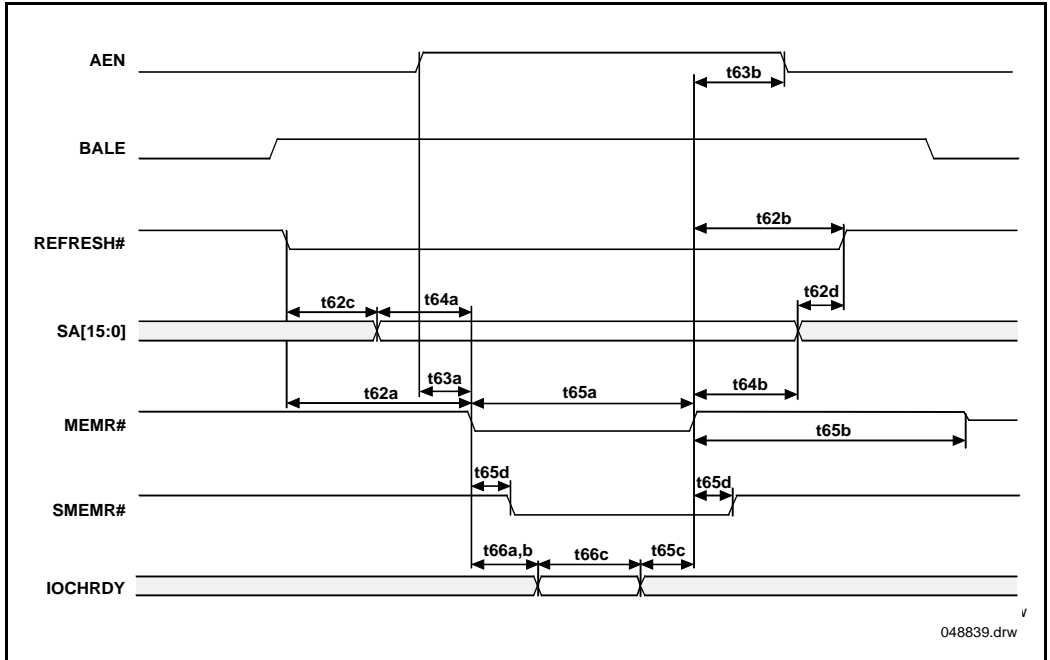 AEN
t63b
BALE
t62b
REFRESH#
t62d
t62c t64a
SA[15:0]
t63a
t62a t65a t64b
MEMR#
t65b
t65d t65d
SMEMR#
t66a,b t66c t65c
IOCHRDY
048839.drw